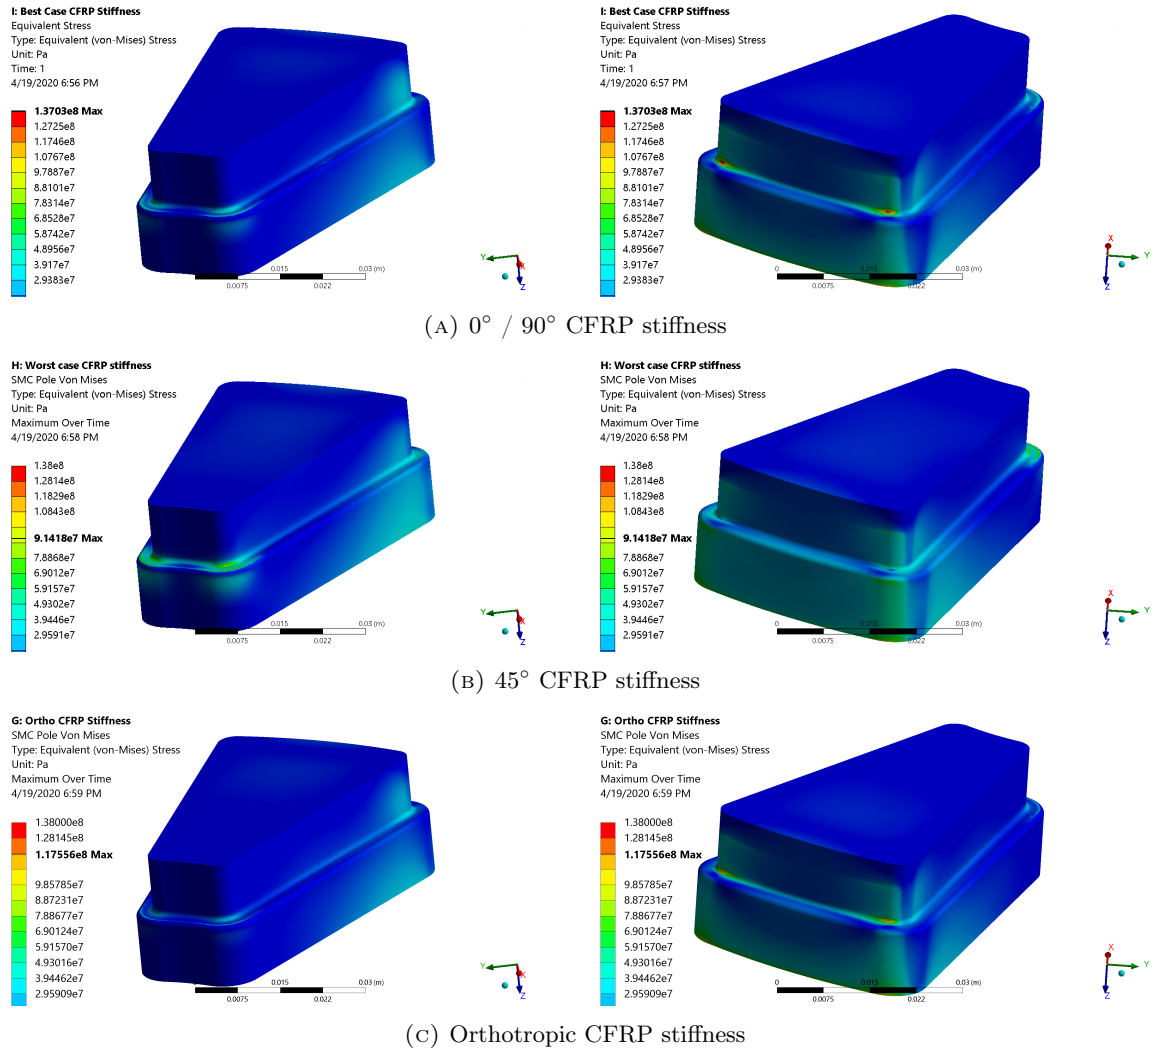 I: Best Case CFRP Stiffness
Equivalent Stress
Type: Equivalent (von-Mises) Stress
Unit: Pa
Time: 1
4/19/2020 6:56 PM
1.3703e8 Max
1.2725e8
1.1746e8
1.0767e8
9.7887e7
8.8101e7
7.8314e7
6.8528e7
5.8742e7
4.8956e7
3.917e7
2.9383e7
0.015
0.03 (m)
0.0075
0.022
Y
X
Z
I: Best Case CFRP Stiffness
Equivalent Stress
Type: Equivalent (von-Mises) Stress
Unit: Pa
Time: 1
4/19/2020 6:57 PM
1.3703e8 Max
1.2725e8
1.1746e8
1.0767e8
9.7887e7
8.8101e7
7.8314e7
6.8528e7
5.8742e7
4.8956e7
3.917e7
2.9383e7
0
0.015
0.03 (m)
0.0075
0.022
X
Y
Z
(A) 0° / 90° CFRP stiffness
H: Worst case CFRP stiffness
SMC Pole Von Mises
Type: Equivalent (von-Mises) Stress
Unit: Pa
Maximum Over Time
4/19/2020 6:58 PM
1.38e8
1.2814e8
1.1829e8
1.0843e8
9.1418e7 Max
7.8868e7
6.9012e7
5.9157e7
4.9302e7
3.9446e7
2.9591e7
0.015
0.03 (m)
0.0075
0.022
Y
X
Z
H: Worst case CFRP stiffness
SMC Pole Von Mises
Type: Equivalent (von-Mises) Stress
Unit: Pa
Maximum Over Time
4/19/2020 6:58 PM
1.38e8
1.2814e8
1.1829e8
1.0843e8
9.1418e7 Max
7.8868e7
6.9012e7
5.9157e7
4.9302e7
3.9446e7
2.9591e7
0
0.015
0.03 (m)
0.0075
0.022
X
Y
Z
(B) 45° CFRP stiffness
G: Ortho CFRP Stiffness
SMC Pole Von Mises
Type: Equivalent (von-Mises) Stress
Unit: Pa
Maximum Over Time
4/19/2020 6:59 PM
1.38000e8
1.28145e8
1.17556e8 Max
9.85785e7
8.87231e7
7.88677e7
6.90124e7
5.91570e7
4.93016e7
3.94462e7
2.95909e7
0.015
0.03 (m)
0.0075
0.022
Y
X
Z
G: Ortho CFRP Stiffness
SMC Pole Von Mises
Type: Equivalent (von-Mises) Stress
Unit: Pa
Maximum Over Time
4/19/2020 6:59 PM
1.38000e8
1.28145e8
1.17556e8 Max
9.85785e7
8.87231e7
7.88677e7
6.90124e7
5.91570e7
4.93016e7
3.94462e7
2.95909e7
0
0.015
0.03 (m)
0.0075
0.022
X
Y
Z
(C) Orthotropic CFRP stiffness